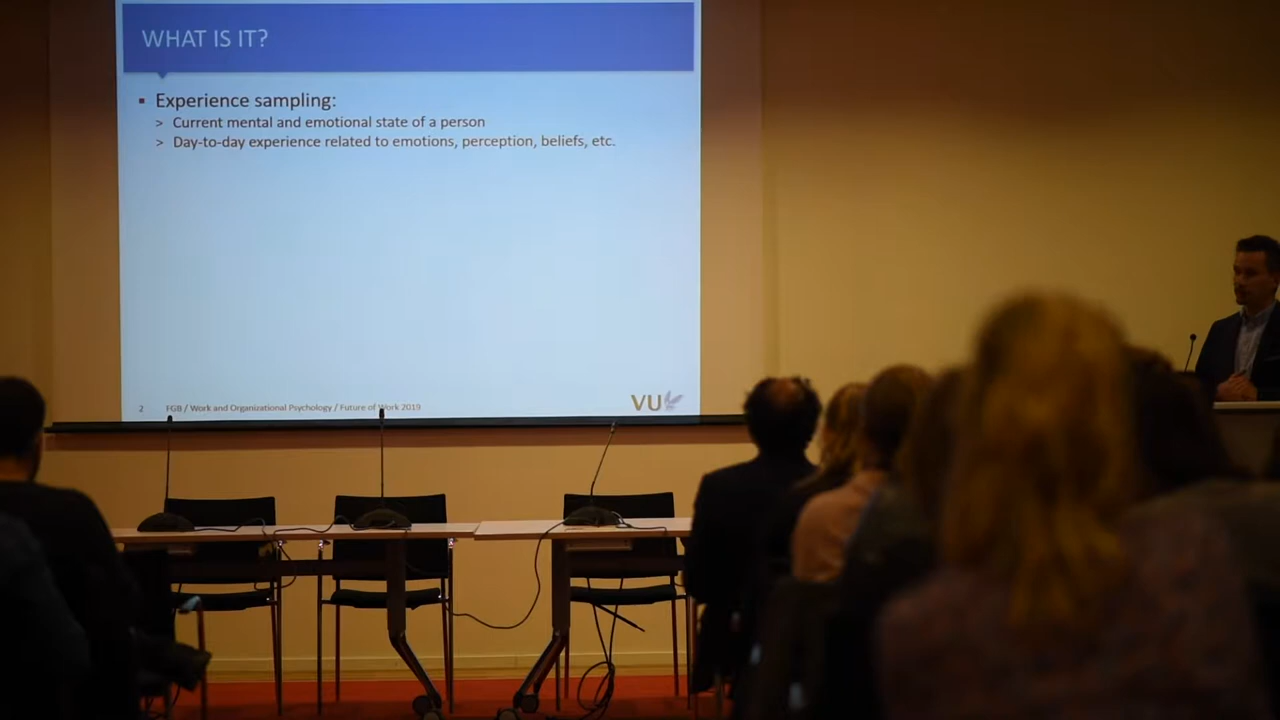 WHAT IS IT?
▪ Experience sampling:
> Current mental and emotional state of a person
> Day-to-day experience related to emotions, perception, beliefs, etc.
2 FGB / Work and Organizational Psychology / Future of Work 2019
VU